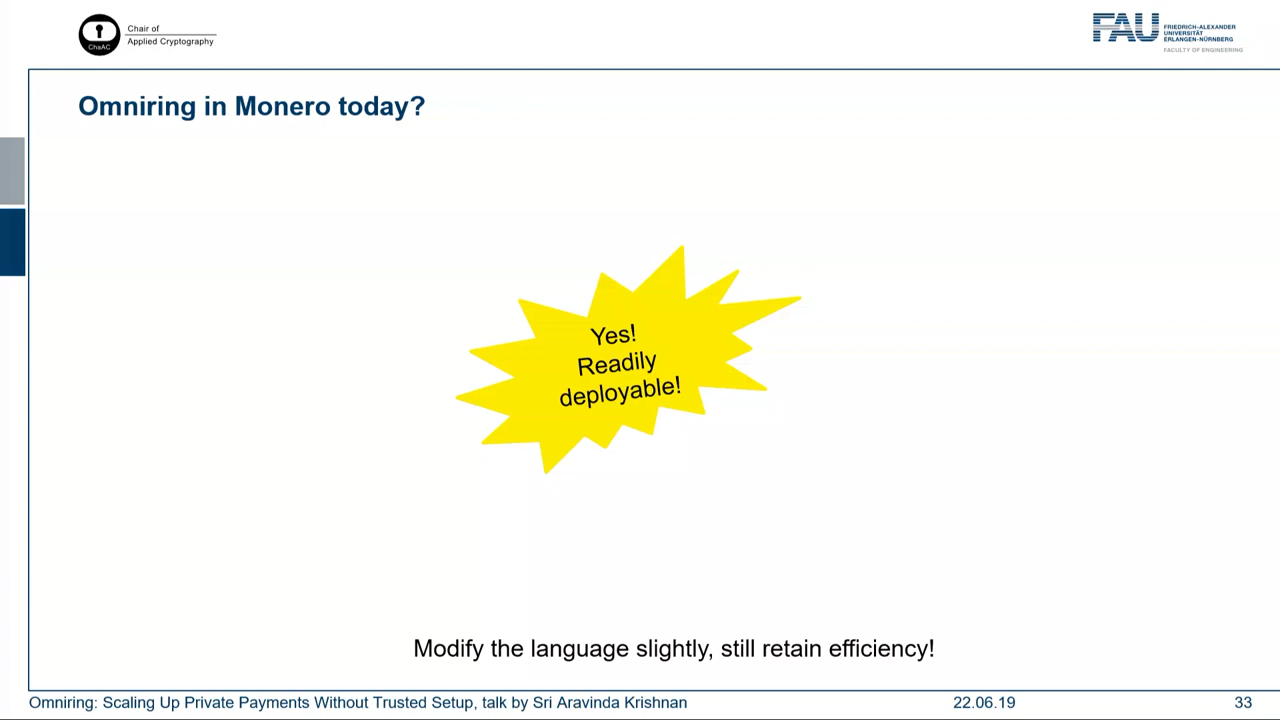 ChaAC
Chair of
Applied Cryptography
FAU
FRIEDRICH-ALEXANDER
UNIVERSITÄT
ERLANGEN-NÜRNBERG
FACULTY OF ENGINEERING
Omniring in Monero today?
Yes!
Readily
deployable!
Modify the language slightly, still retain efficiency!
Omniring: Scaling Up Private Payments Without Trusted Setup, talk by Sri Aravinda Krishnan 22.06.19 33